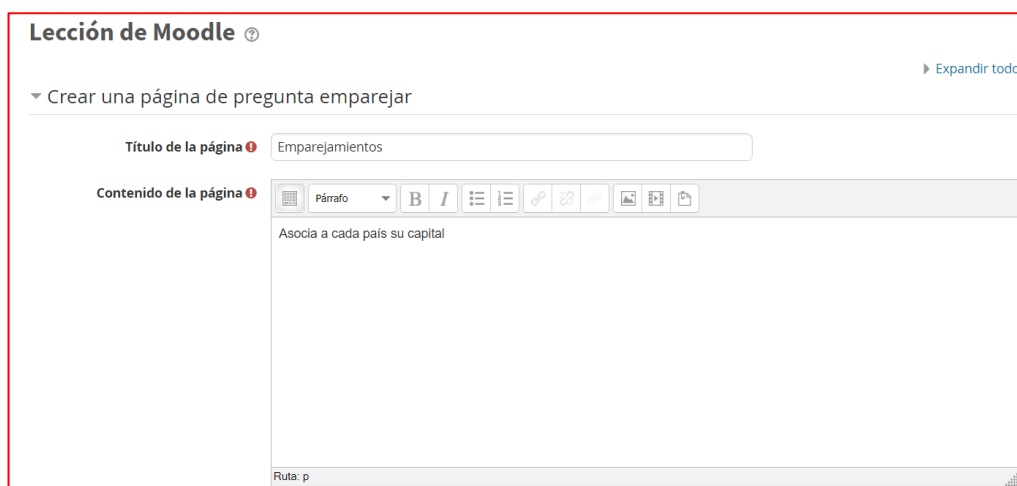 Lección de Moodle
Expandir todo
Crear una página de pregunta emparejar
Título de la página
Emparejamientos
Contenido de la página
Párrafo
B I
Asocia a cada país su capital
Ruta: p